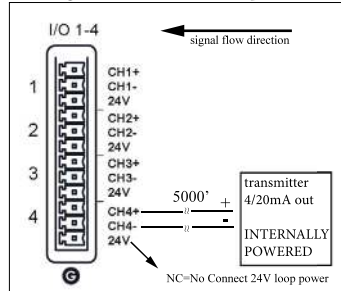 I/O 1-4
signal flow direction
1
CH1+
CH1-
24V
2
CH2+
CH2-
24V
3
CH3+
CH3-
24V
4
CH4+
CH4-
24V
5000'
+
-
transmitter
4/20mA out
INTERNALLY
POWERED
G
NC=No Connect 24V loop power